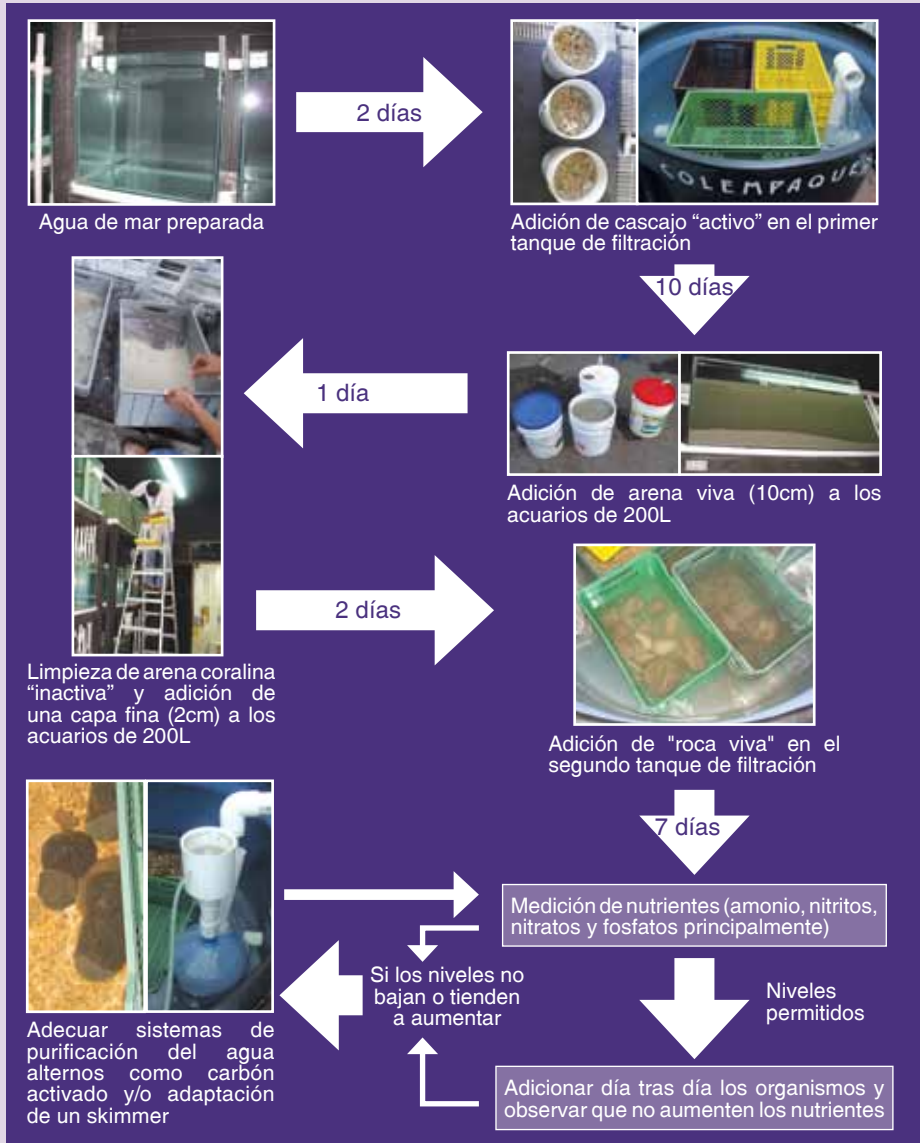 Agua de mar preparada
2 días
COLEMPAQUES
Adición de cascajo “activo” en el primer
tanque de filtración
10 días
Adición de arena viva (10cm) a los
acuarios de 200L
1 día
Limpieza de arena coralina
“inactiva” y adición de
una capa fina (2cm) a los
acuarios de 200L
2 días
Adición de "roca viva" en el
segundo tanque de filtración
7 días
Medición de nutrientes (amonio, nitritos,
nitratos y fosfatos principalmente)
Si los niveles no
bajan o tienden
a aumentar
Niveles
permitidos
Adecuar sistemas de
purificación del agua
alternos como carbón
activado y/o adaptación
de un skimmer
Adicionar día tras día los organismos y
observar que no aumenten los nutrientes